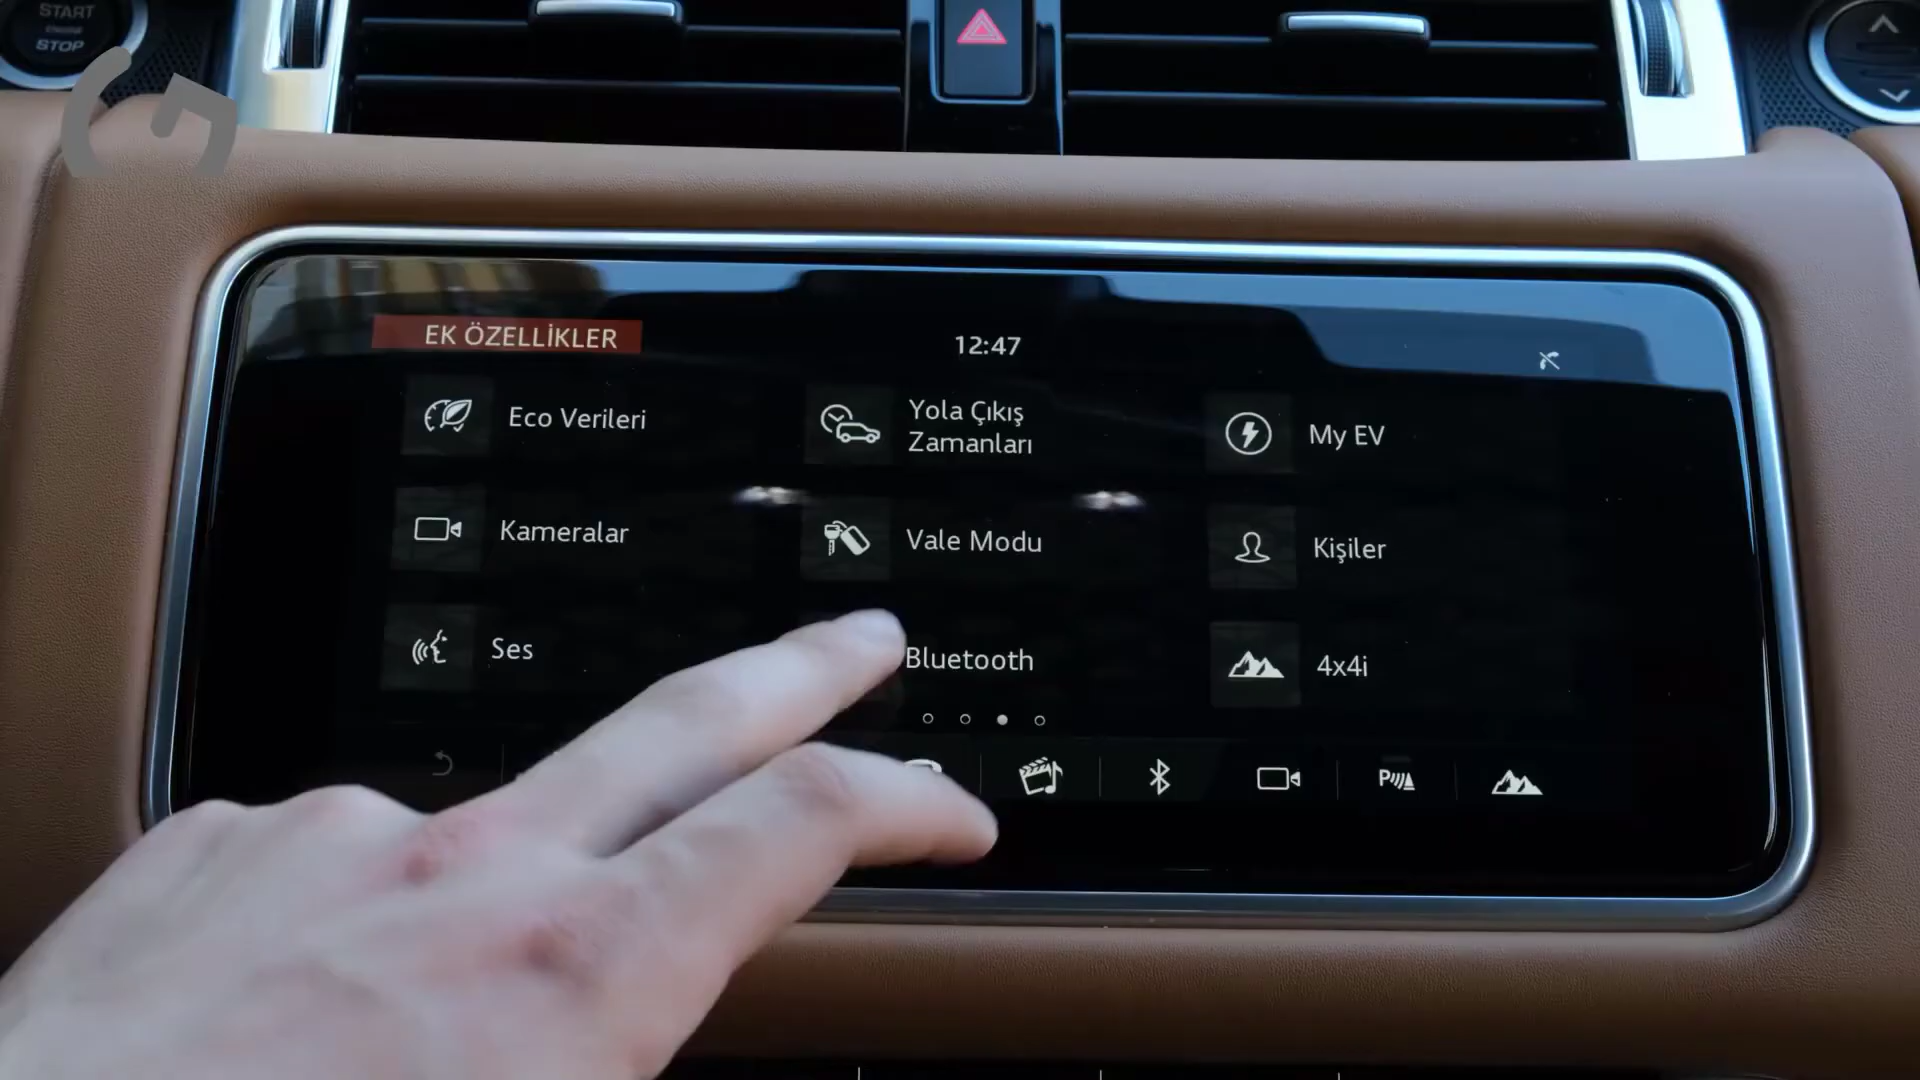 START
ENGINE
STOP
EK ÖZELLİKLER
12:47
Eco Verileri
Yola Çıkış
Zamanları
My EV
Kameralar
Vale Modu
Kişiler
Ses
Bluetooth
4x4i
P